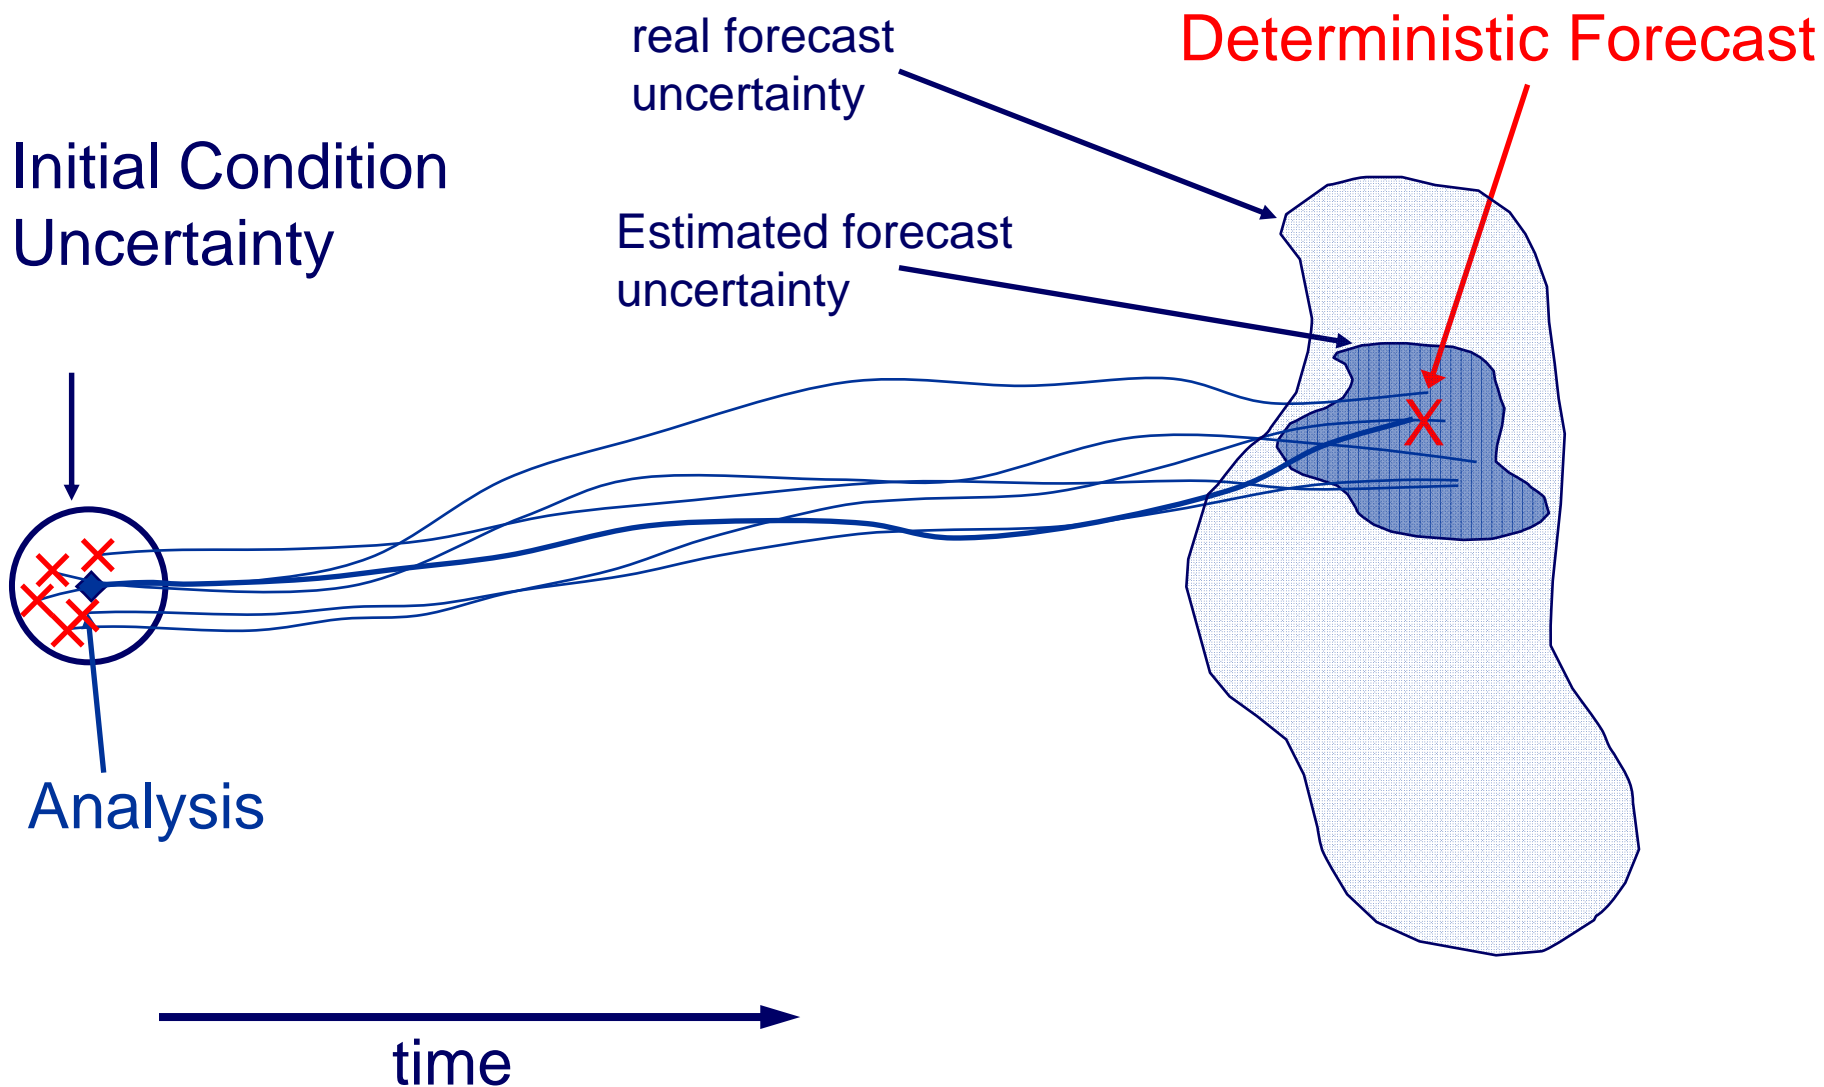 real forecast
uncertainty
Deterministic Forecast
Initial Condition
Uncertainty
Estimated forecast
uncertainty
X
Analysis
time